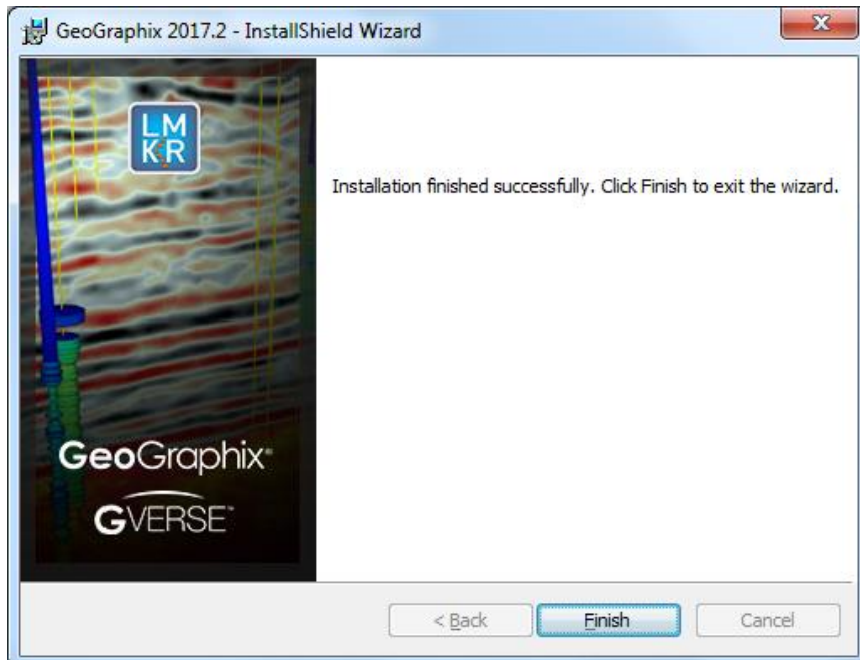 GeoGraphix 2017.2 - InstallShield Wizard
LM
KR
Installation finished successfully. Click Finish to exit the wizard.
GeoGraphix®
GVERSE™
< Back
Finish
Cancel